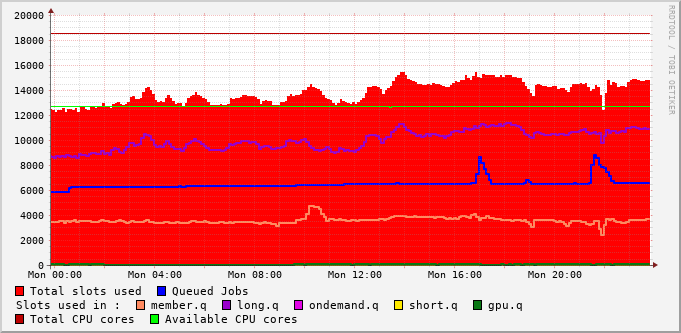 20000
18000
16000
14000
12000
10000
8000
6000
4000
2000
0
Mon 00:00 Mon 04:00 Mon 08:00 Mon 12:00 Mon 16:00 Mon 20:00
Total slots used Queued Jobs
Slots used in : member.q long.q ondemand.q short.q gpu.q
Total CPU cores Available CPU cores
RRDTOOL / TOBI OETIKER